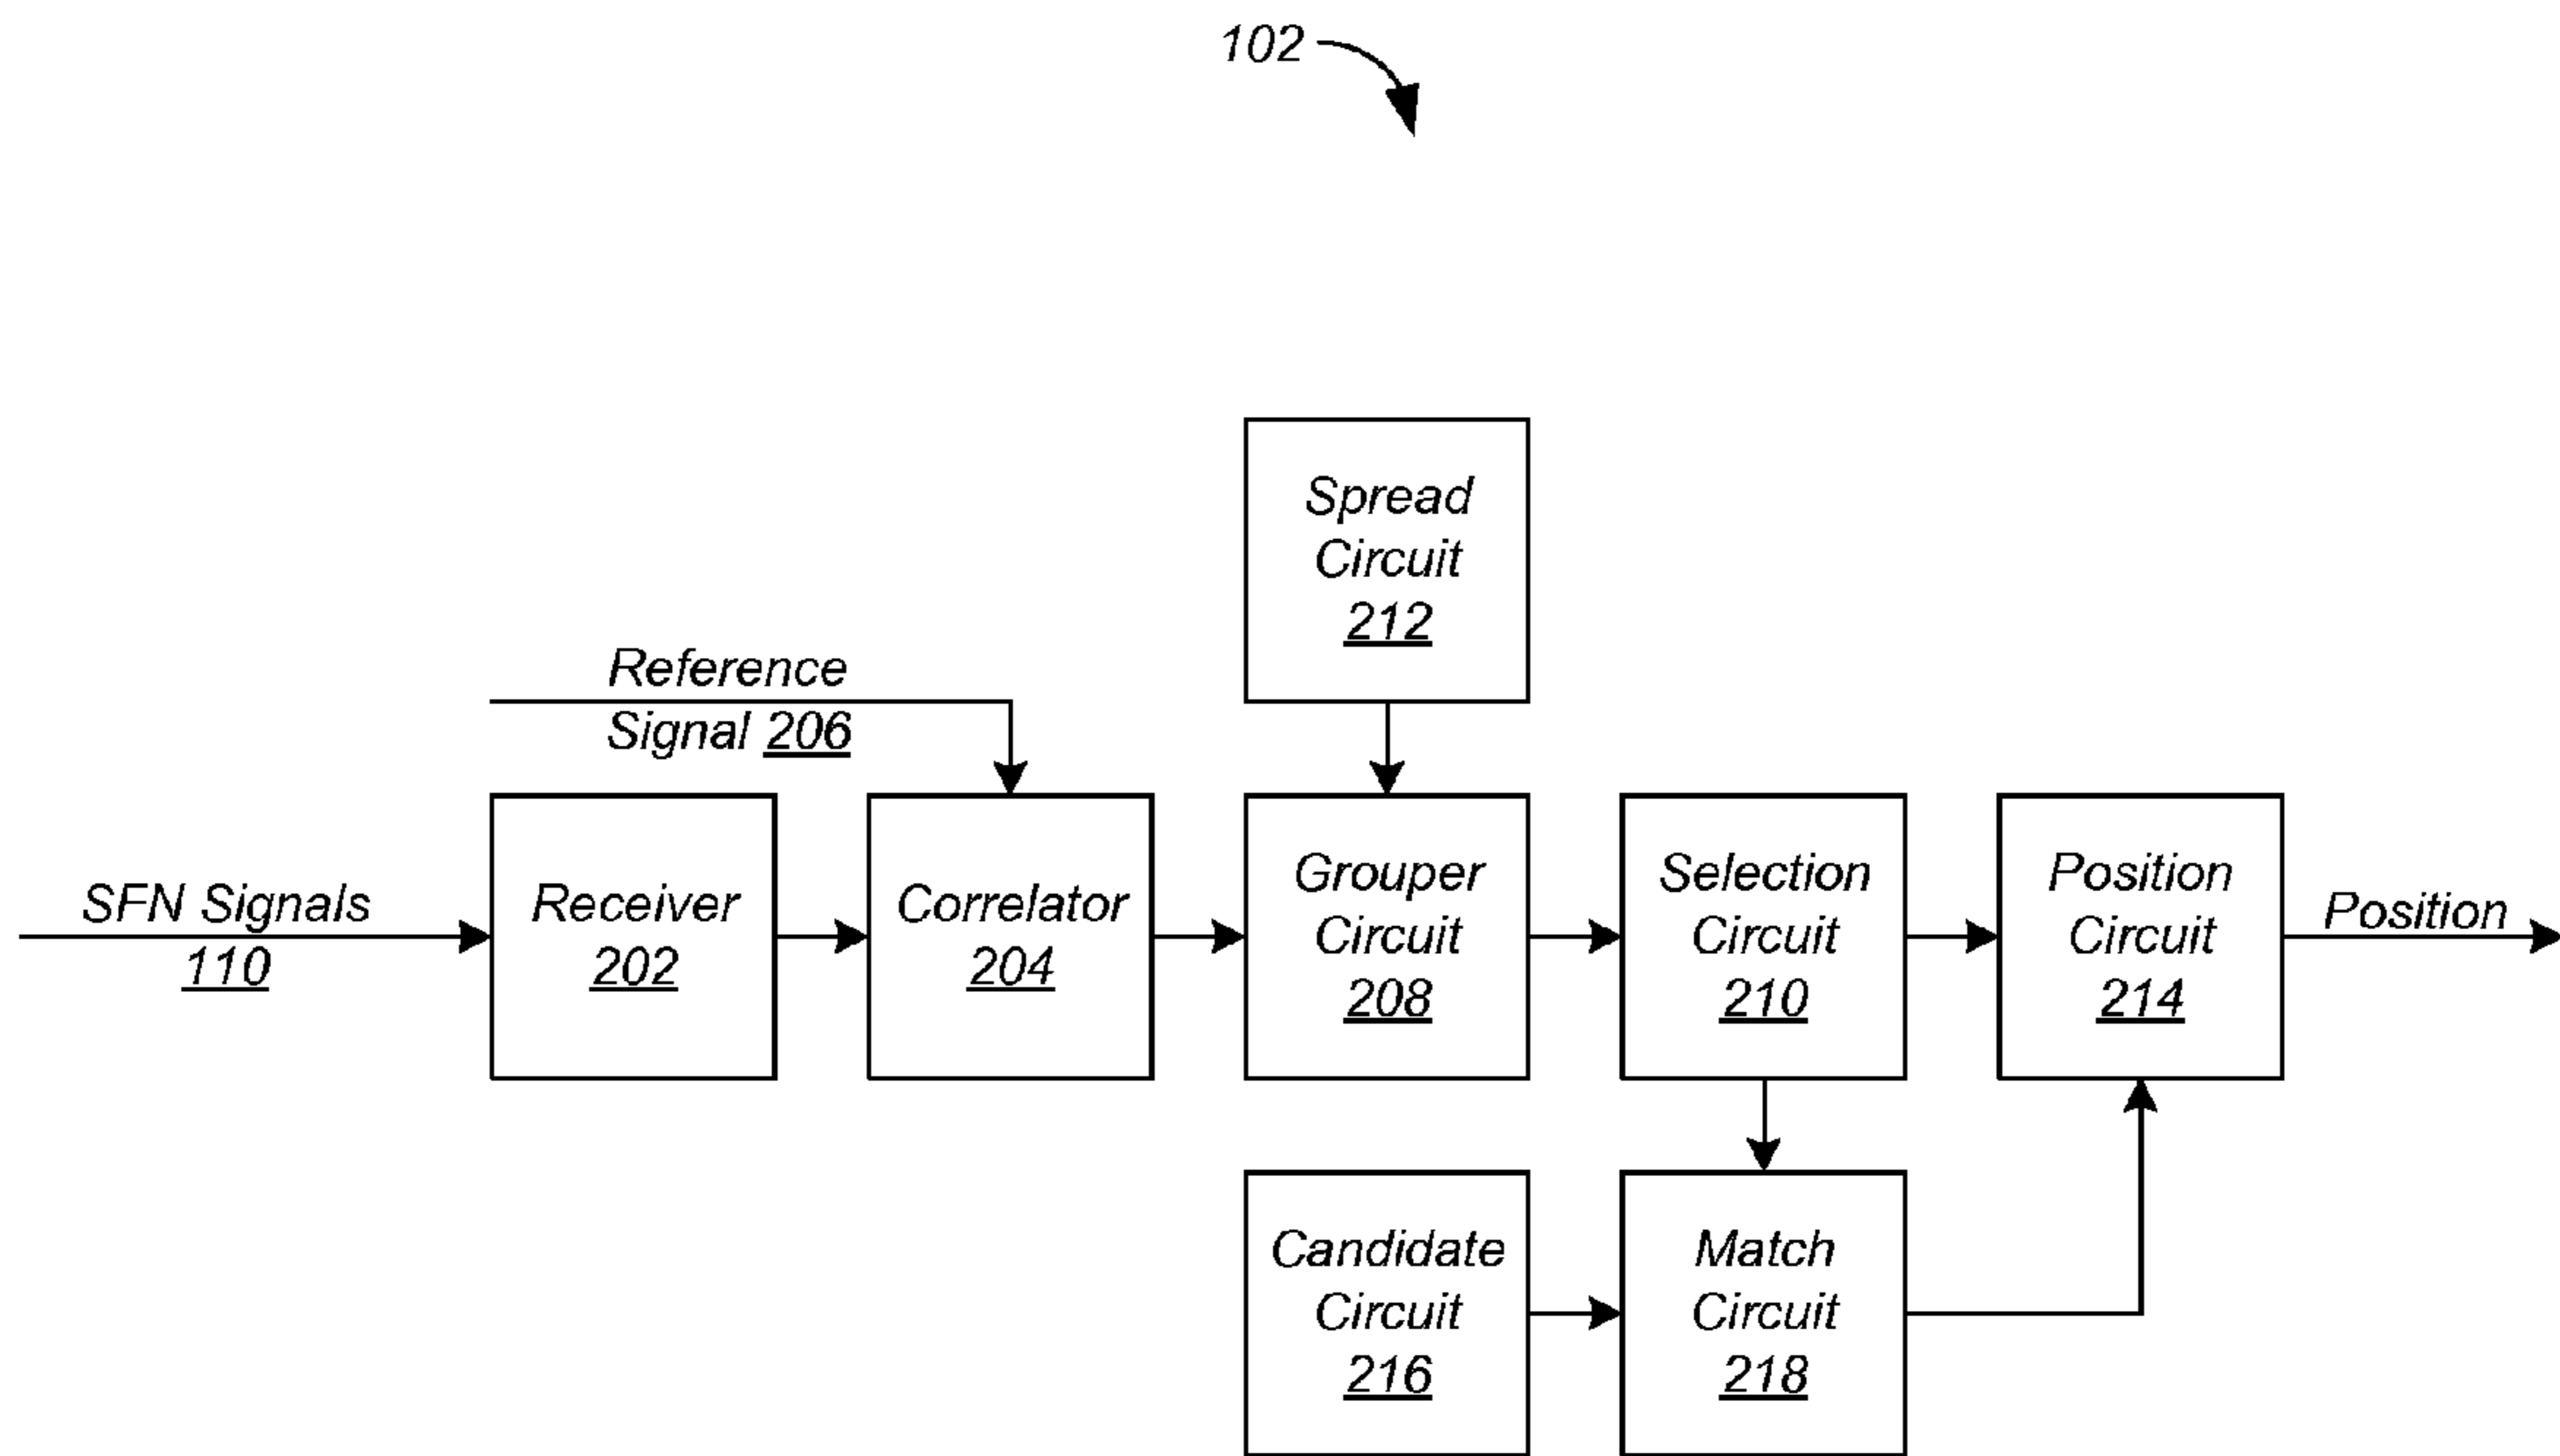 102
Spread
Circuit
212
Reference
Signal 206
SFN Signals
110
Receiver
202
Correlator
204
Grouper
Circuit
208
Selection
Circuit
210
Position
Circuit
214
Position
Candidate
Circuit
216
Match
Circuit
218